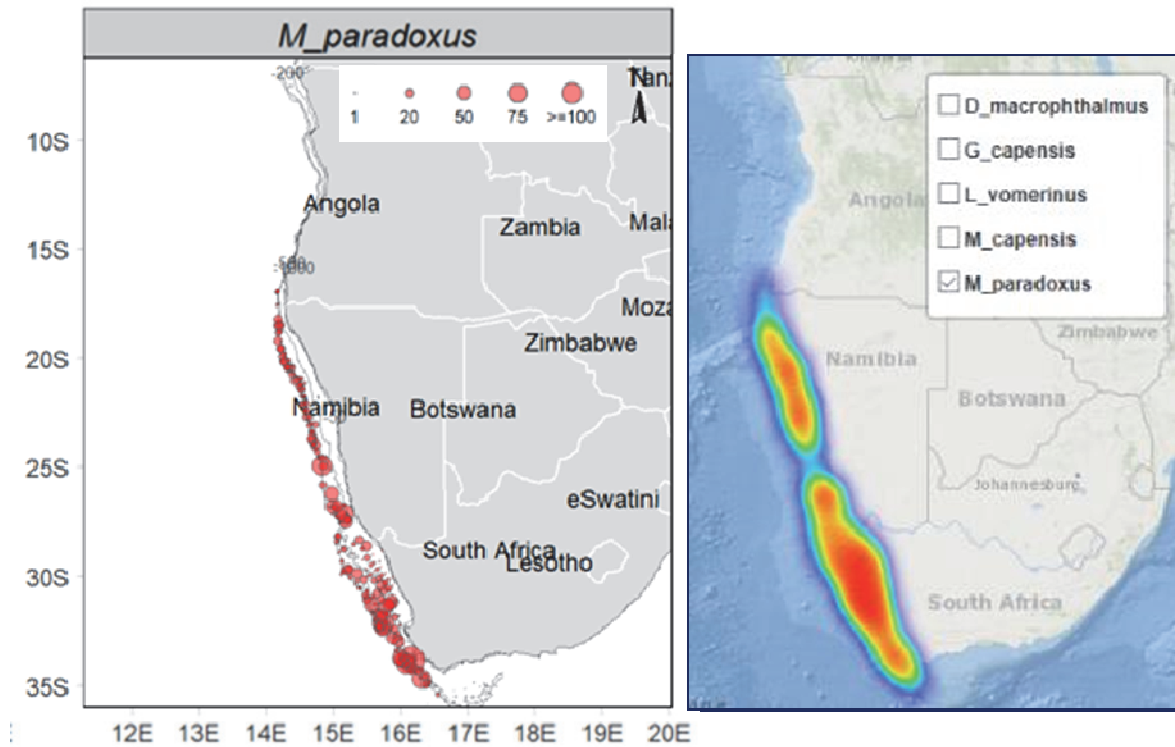 M_paradoxus
-200
N
Tanz
1 20 50 75 >=100
10S
Angola
Zambia
Mala
15S
Moza
20S
Zimbabwe
Namibia
Botswana
25S
eSwatini
South Africa
Lesotho
30S
35S
12E 13E 14E 15E 16E 17E 18E 19E 20E
D_macrophthalmus
G_capensis
L_vomerinus
M_capensis
M_paradoxus
Angola
Zimbabwe
Namibia
Botswana
Johannesburg
South Africa